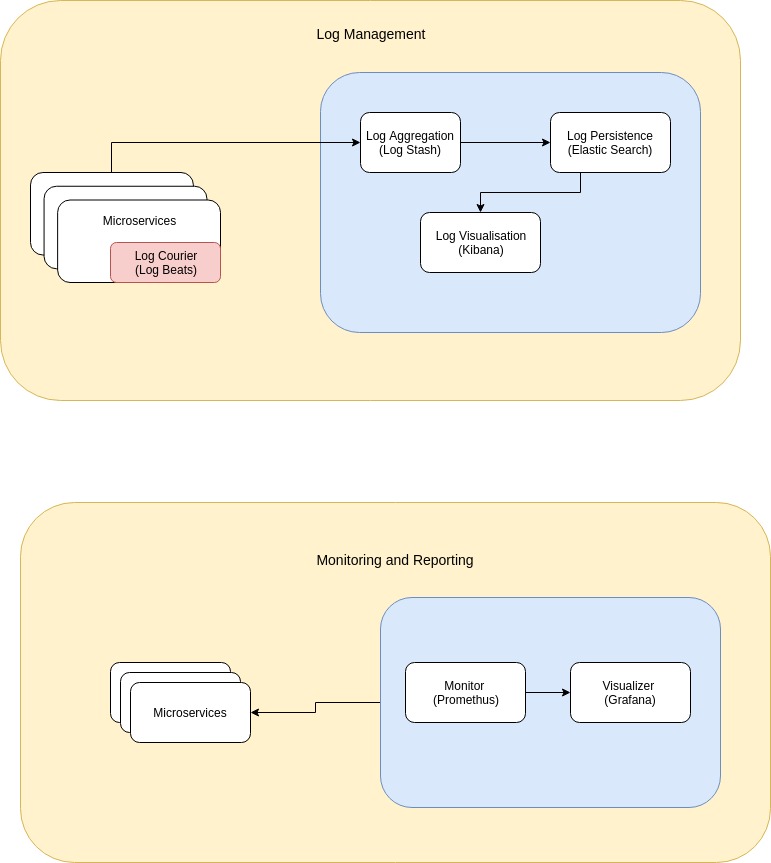 Log Management
Log Aggregation
(Log Stash)
Log Persistence
(Elastic Search)
Microservices
Log Courier
(Log Beats)
Log Visualisation
(Kibana)
Monitoring and Reporting
Monitor
(Promethus)
Visualizer
(Grafana)
Microservices